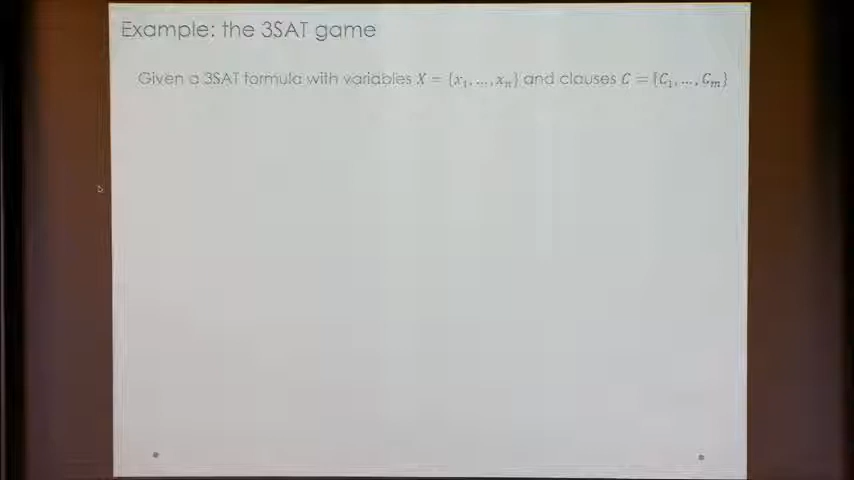 Example: the 3SAT game
Given a 3SAT formula with variables X = {x₁, ..., xₙ} and clauses C = {C₁, ..., Cₘ}